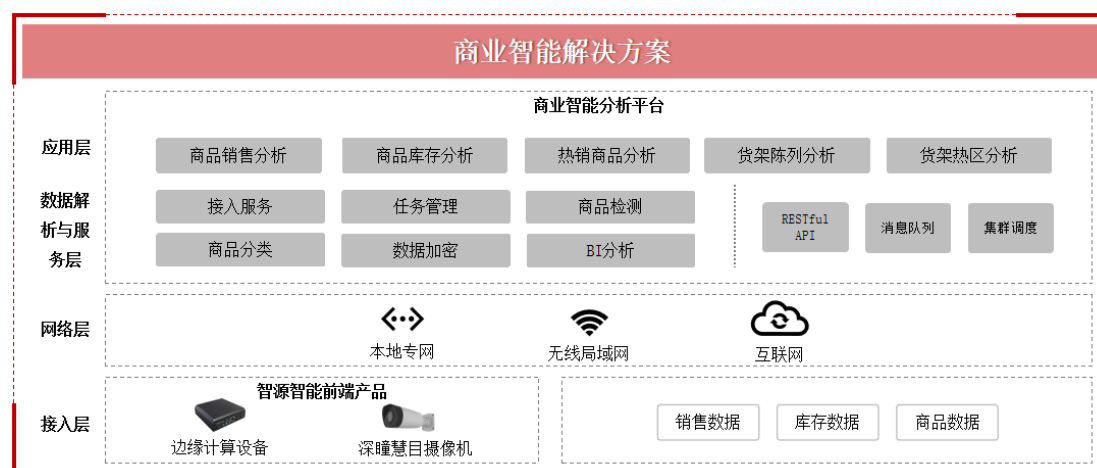 商业智能解决方案
商业智能分析平台
应用层
商品销售分析
商品库存分析
热销商品分析
货架陈列分析
货架热区分析
数据解
析与服
务层
接入服务
任务管理
商品检测
商品分类
数据加密
BI分析
RESTful
API
消息队列
集群调度
网络层
本地专网
无线局域网
互联网
接入层
智源智能前端产品
边缘计算设备
深瞳慧目摄像机
销售数据
库存数据
商品数据